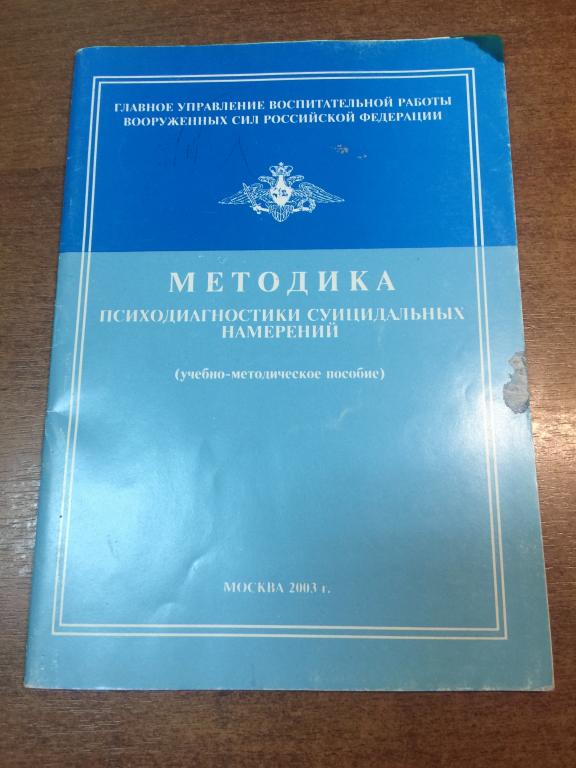 ГЛАВНОЕ УПРАВЛЕНИЕ ВОСПИТАТЕЛЬНОЙ РАБОТЫ
ВООРУЖЕННЫХ СИЛ РОССИЙСКОЙ ФЕДЕРАЦИИ
МЕТОДИКА
ПСИХОДИАГНОСТИКИ СУИЦИДАЛЬНЫХ
НАМЕРЕНИЙ
(учебно-методическое пособие)
МОСКВА 2003 г.